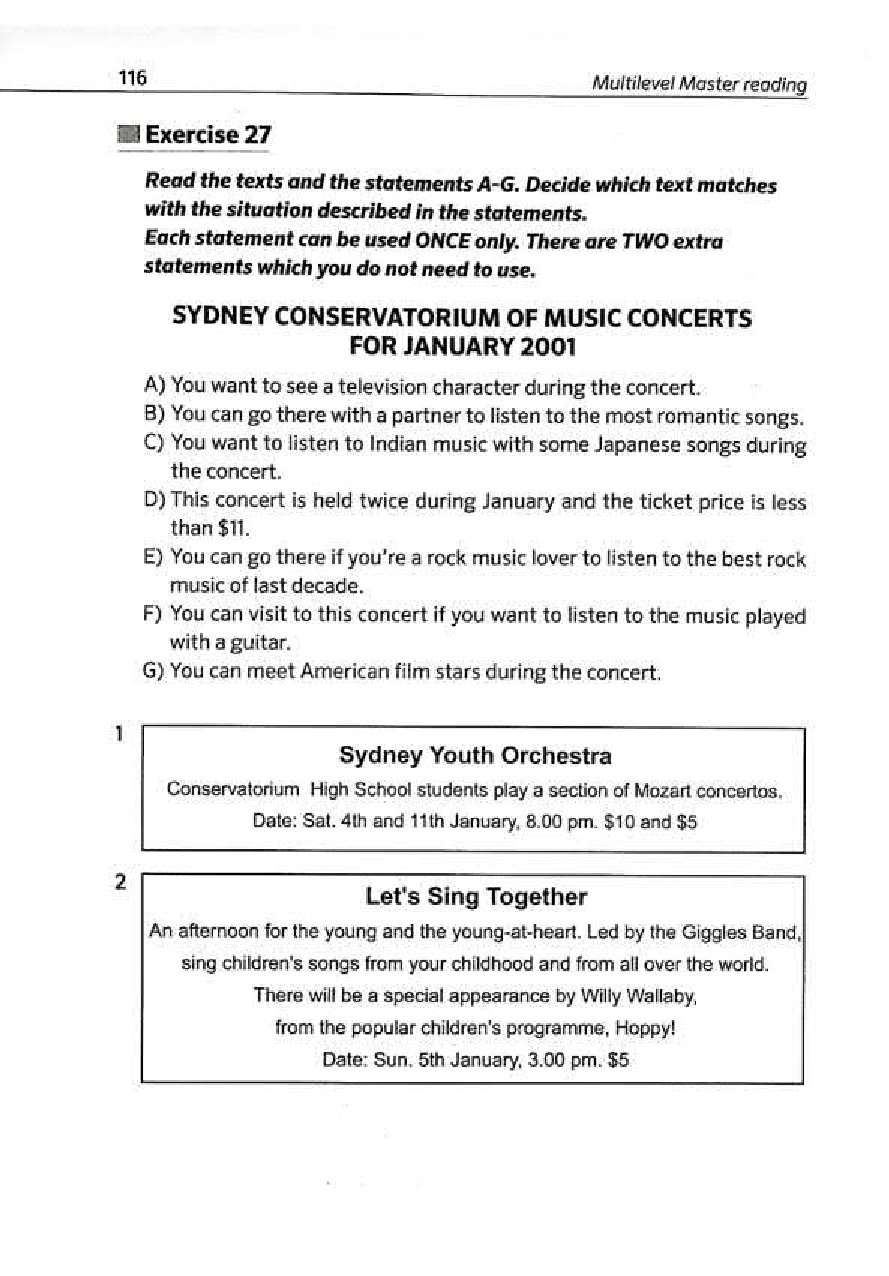 116
Multilevel Master reading
Exercise 27
Read the texts and the statements A-G. Decide which text matches
with the situation described in the statements.
Each statement can be used ONCE only. There are TWO extra
statements which you do not need to use.
SYDNEY CONSERVATORIUM OF MUSIC CONCERTS
FOR JANUARY 2001
A) You want to see a television character during the concert.
B) You can go there with a partner to listen to the most romantic songs.
C) You want to listen to Indian music with some Japanese songs during
the concert.
D) This concert is held twice during January and the ticket price is less
than $11.
E) You can go there if you're a rock music lover to listen to the best rock
music of last decade.
F) You can visit to this concert if you want to listen to the music played
with a guitar.
G) You can meet American film stars during the concert.
1
Sydney Youth Orchestra
Conservatorium High School students play a section of Mozart concertos.
Date: Sat. 4th and 11th January, 8.00 pm. $10 and $5
2
Let's Sing Together
An afternoon for the young and the young-at-heart. Led by the Giggles Band,
sing children's songs from your childhood and from all over the world.
There will be a special appearance by Willy Wallaby,
from the popular children's programme, Hoppy!
Date: Sun. 5th January, 3.00 pm. $5